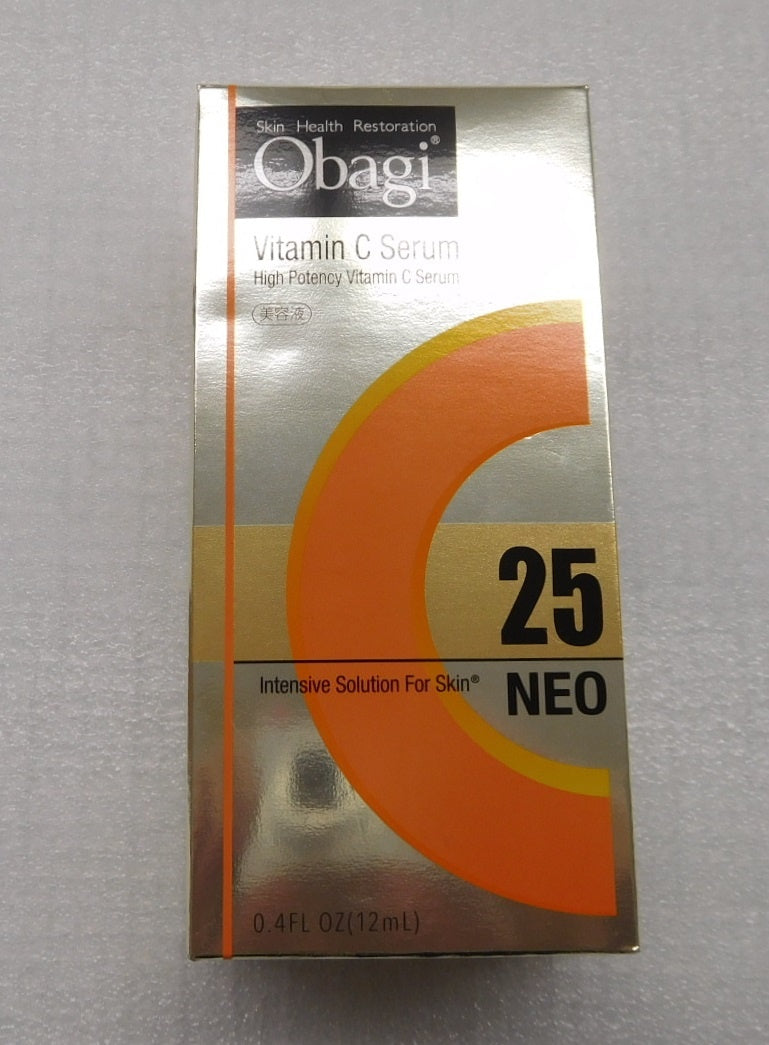 Skin Health Restoration
Obagi®
Vitamin C Serum
High Potency Vitamin C Serum
美容液
C
25
Intensive Solution For Skin®
NEO
0.4FL OZ(12mL)